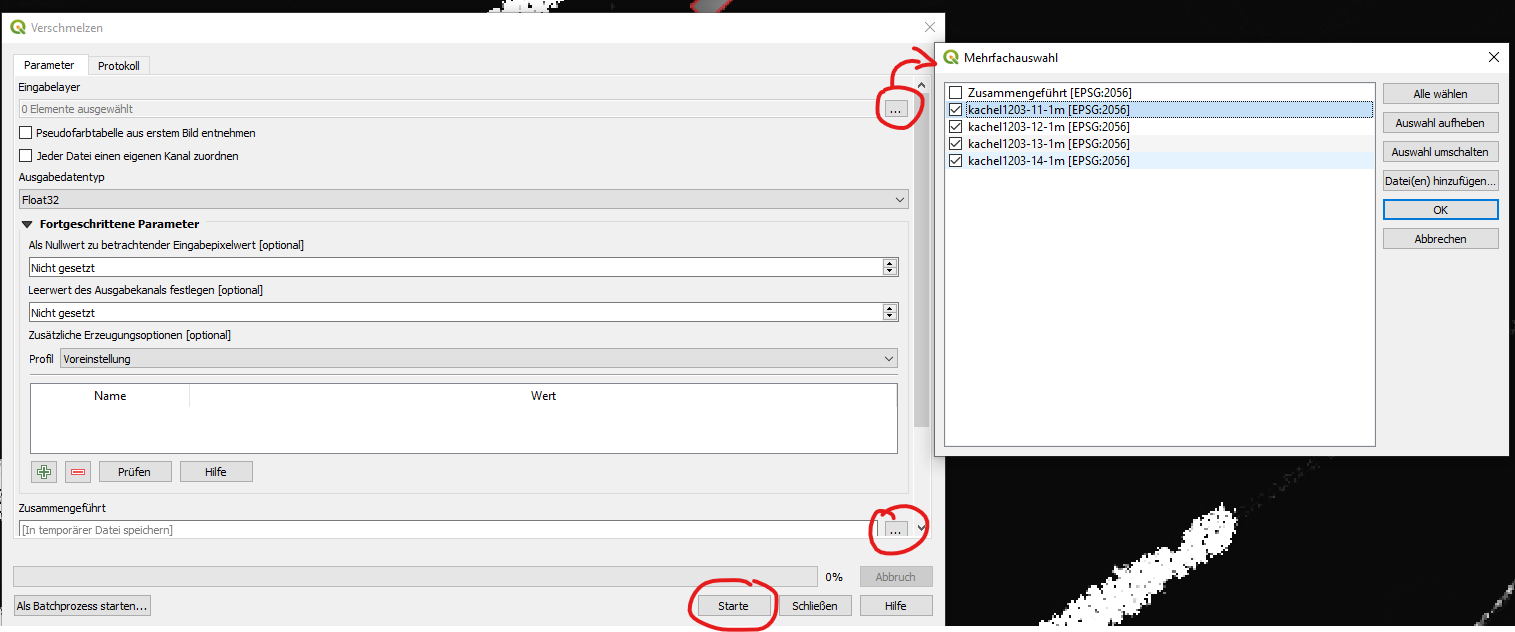 Verschmelzen
Parameter
Protokoll
Eingabelayer
0 Elemente ausgewählt
...
Pseudofarbtabelle aus erstem Bild entnehmen
Jeder Datei einen eigenen Kanal zuordnen
Ausgabedatentyp
Float32
Fortgeschrittene Parameter
Als Nullwert zu betrachtender Eingabepixelwert [optional]
Nicht gesetzt
Leerwert des Ausgabekanals festlegen [optional]
Nicht gesetzt
Zusätzliche Erzeugungsoptionen [optional]
Profil
Voreinstellung
Name
Wert
Prüfen
Hilfe
Zusammengeführt
[In temporärer Datei speichern]
...
0%
Abbruch
Als Batchprozess starten...
Starte
Schließen
Hilfe
Mehrfachauswahl
Zusammengeführt [EPSG:2056]
kachel1203-11-1m [EPSG:2056]
kachel1203-12-1m [EPSG:2056]
kachel1203-13-1m [EPSG:2056]
kachel1203-14-1m [EPSG:2056]
Alle wählen
Auswahl aufheben
Auswahl umschalten
Datei(en) hinzufügen...
OK
Abbrechen